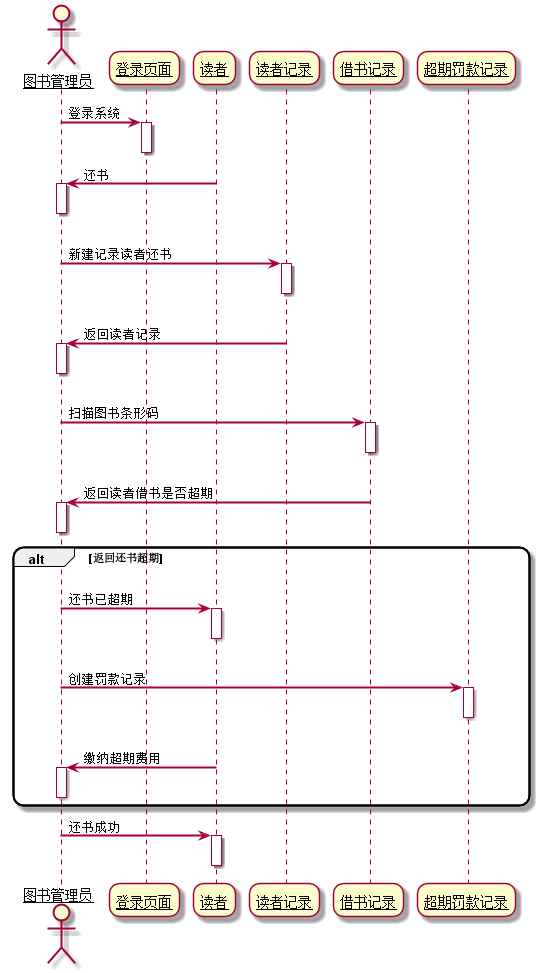 图书管理员
登录页面
读者
读者记录
借书记录
超期罚款记录
登录系统
还书
新建记录读者还书
返回读者记录
扫描图书条形码
返回读者借书是否超期
alt
[返回还书超期]
还书已超期
创建罚款记录
缴纳超期费用
还书成功
图书管理员
登录页面
读者
读者记录
借书记录
超期罚款记录